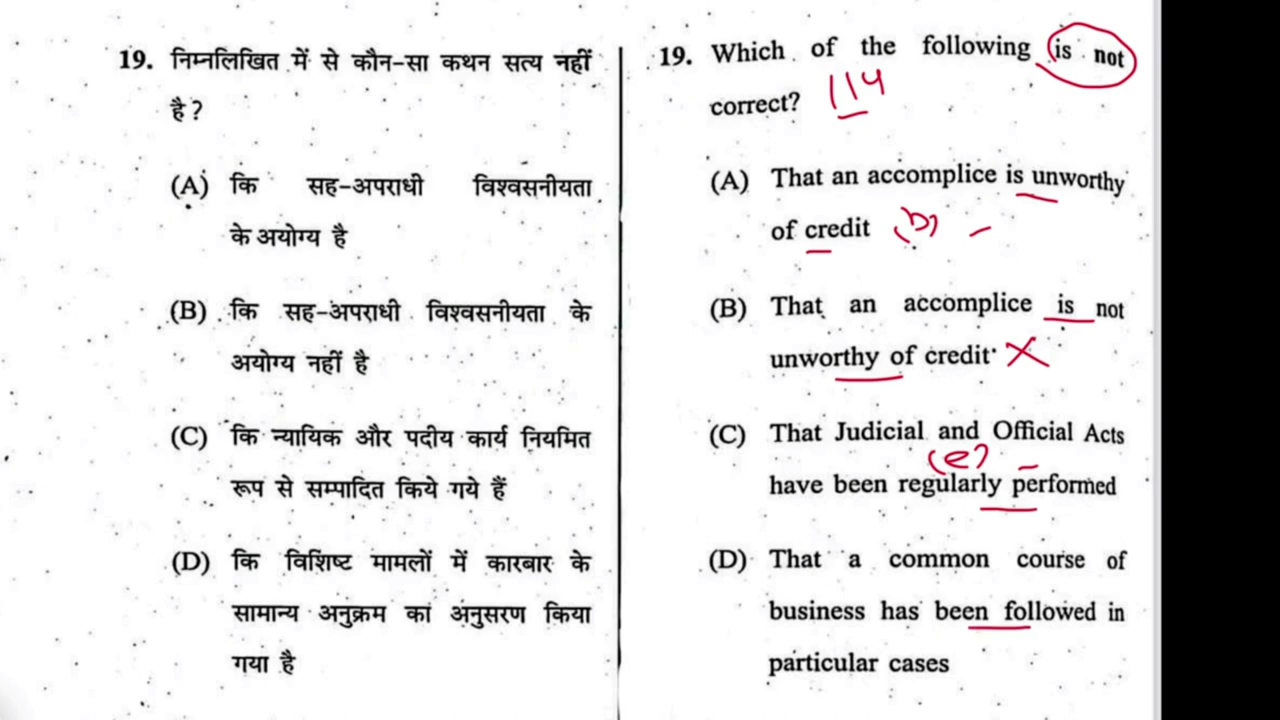 19. निम्नलिखित में से कौन-सा कथन सत्य नहीं
है?
(A) कि सह-अपराधी विश्वसनीयता
के अयोग्य है
(B) कि सह-अपराधी विश्वसनीयता के
अयोग्य नहीं है
(C) कि न्यायिक और पदीय कार्य नियमित
रूप से सम्पादित किये गये हैं
(D) कि विशिष्ट मामलों में कारबार के
सामान्य अनुक्रम का अनुसरण किया
गया है
19. Which of the following is not
correct? 114
(A) That an accomplice is unworthy
of credit (b)
(B) That an accomplice is not
unworthy of credit
(C) That Judicial and Official Acts
(e)
have been regularly performed
(D) That a common course of
business has been followed in
particular cases